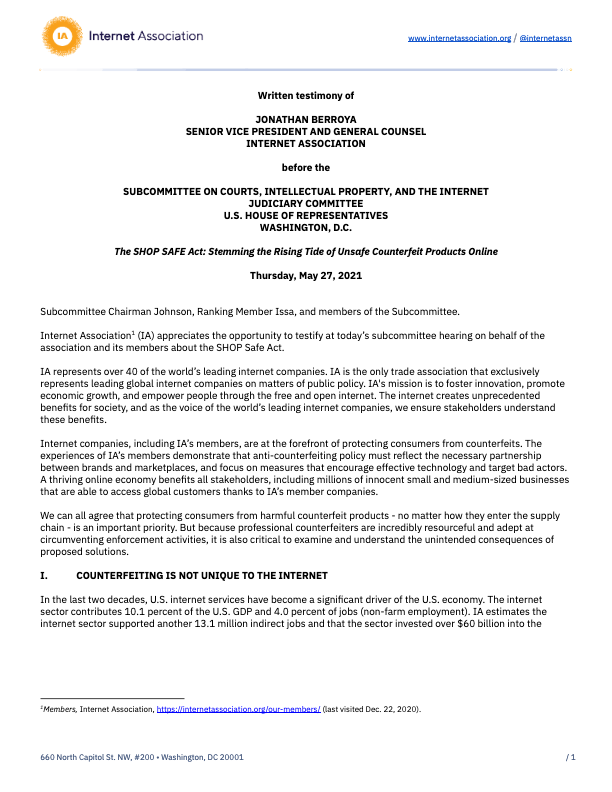 IA Internet Association
www.internetassociation.org / @internetassn
Written testimony of
JONATHAN BERROYA
SENIOR VICE PRESIDENT AND GENERAL COUNSEL
INTERNET ASSOCIATION
before the
SUBCOMMITTEE ON COURTS, INTELLECTUAL PROPERTY, AND THE INTERNET
JUDICIARY COMMITTEE
U.S. HOUSE OF REPRESENTATIVES
WASHINGTON, D.C.
The SHOP SAFE Act: Stemming the Rising Tide of Unsafe Counterfeit Products Online
Thursday, May 27, 2021
Subcommittee Chairman Johnson, Ranking Member Issa, and members of the Subcommittee.
Internet Association¹ (IA) appreciates the opportunity to testify at today's subcommittee hearing on behalf of the
association and its members about the SHOP Safe Act.
IA represents over 40 of the world's leading internet companies. IA is the only trade association that exclusively
represents leading global internet companies on matters of public policy. IA's mission is to foster innovation, promote
economic growth, and empower people through the free and open internet. The internet creates unprecedented
benefits for society, and as the voice of the world's leading internet companies, we ensure stakeholders understand
these benefits.
Internet companies, including IA's members, are at the forefront of protecting consumers from counterfeits. The
experiences of IA's members demonstrate that anti-counterfeiting policy must reflect the necessary partnership
between brands and marketplaces, and focus on measures that encourage effective technology and target bad actors.
A thriving online economy benefits all stakeholders, including millions of innocent small and medium-sized businesses
that are able to access global customers thanks to IA's member companies.
We can all agree that protecting consumers from harmful counterfeit products - no matter how they enter the supply
chain - is an important priority. But because professional counterfeiters are incredibly resourceful and adept at
circumventing enforcement activities, it is also critical to examine and understand the unintended consequences of
proposed solutions.
I. COUNTERFEITING IS NOT UNIQUE TO THE INTERNET
In the last two decades, U.S. internet services have become a significant driver of the U.S. economy. The internet
sector contributes 10.1 percent of the U.S. GDP and 4.0 percent of jobs (non-farm employment). IA estimates the
internet sector supported another 13.1 million indirect jobs and that the sector invested over $60 billion into the
¹Members, Internet Association, https://internetassociation.org/our-members/ (last visited Dec. 22, 2020).
660 North Capitol St. NW, #200 • Washington, DC 20001
/ 1